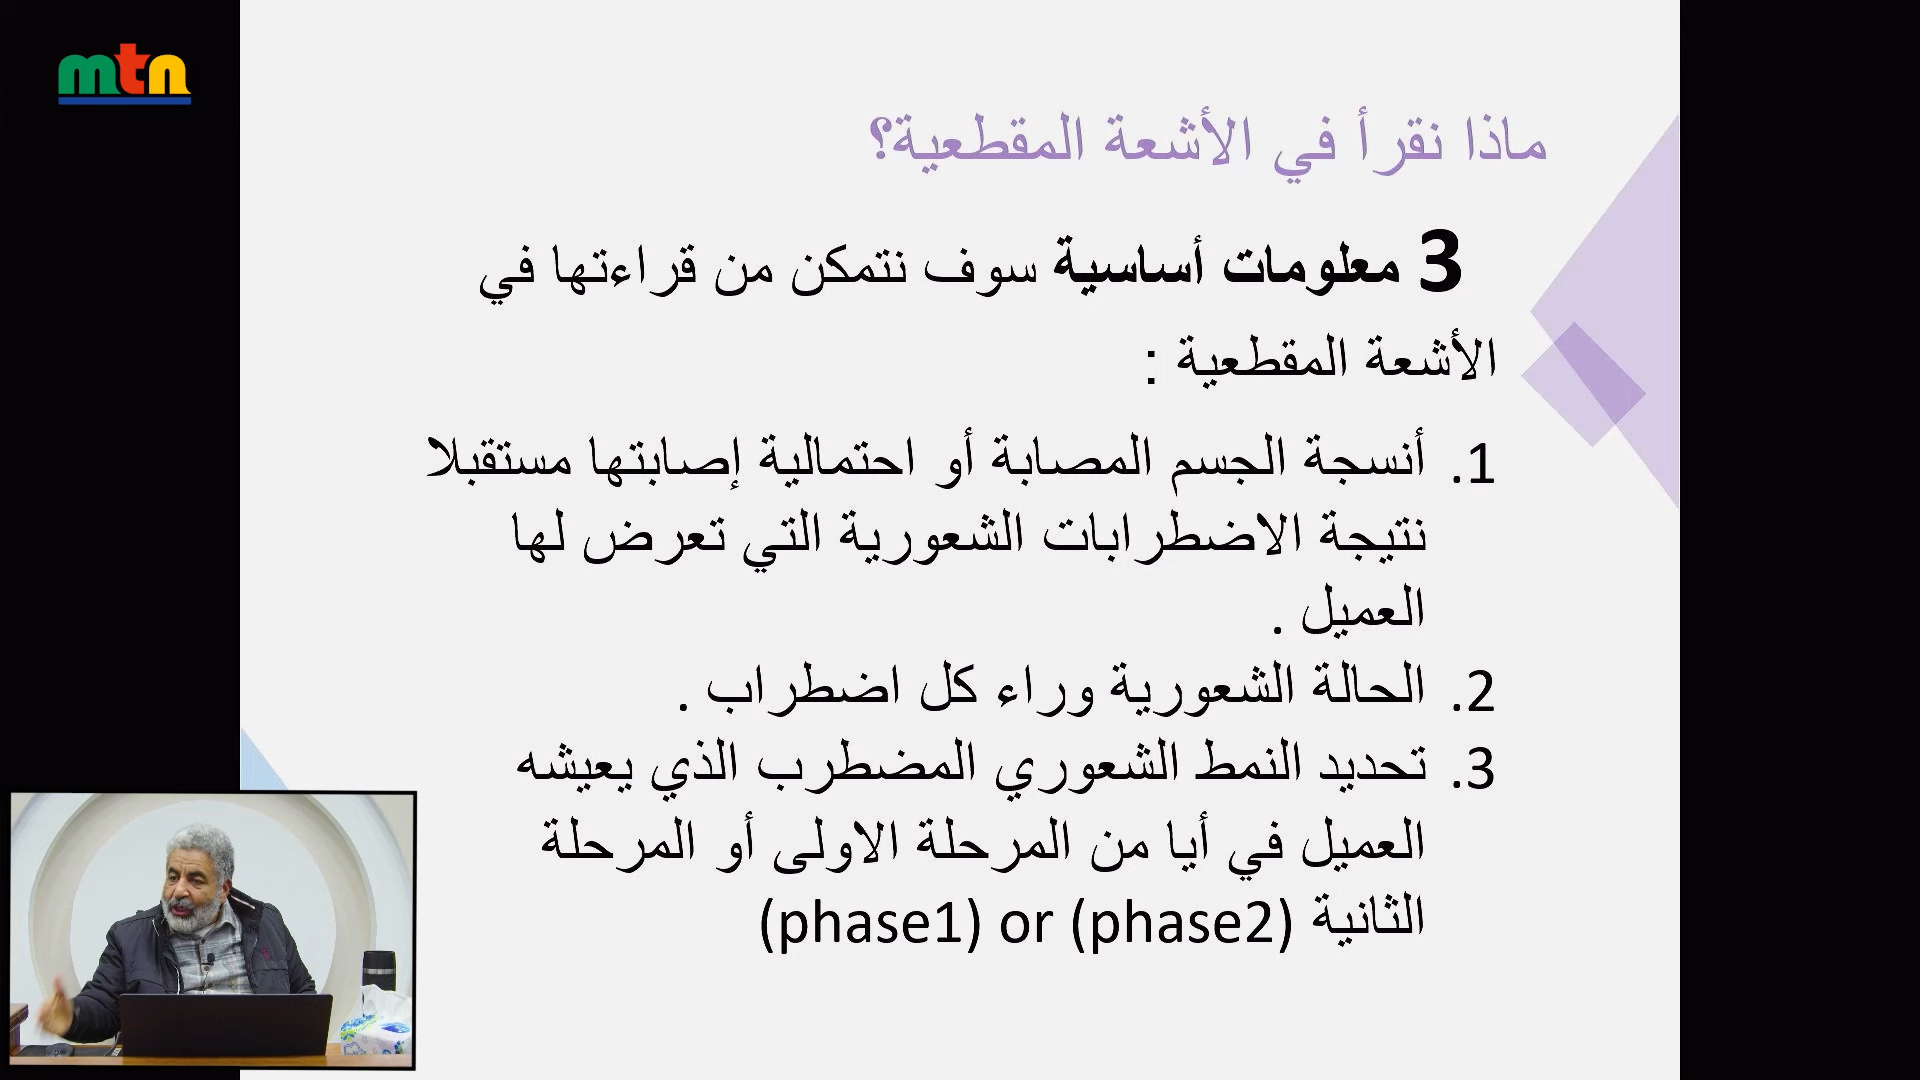 mtn
ماذا نقرأ في الأشعة المقطعية؟
3 معلومات أساسية سوف نتمكن من قراءتها في
الأشعة المقطعية :
1. أنسجة الجسم المصابة أو احتمالية إصابتها مستقبلا
نتيجة الاضطرابات الشعورية التي تعرض لها
العميل .
2. الحالة الشعورية وراء كل اضطراب .
3. تحديد النمط الشعوري المضطرب الذي يعيشه
العميل في أيا من المرحلة الاولى أو المرحلة
الثانية (phase1) or (phase2)